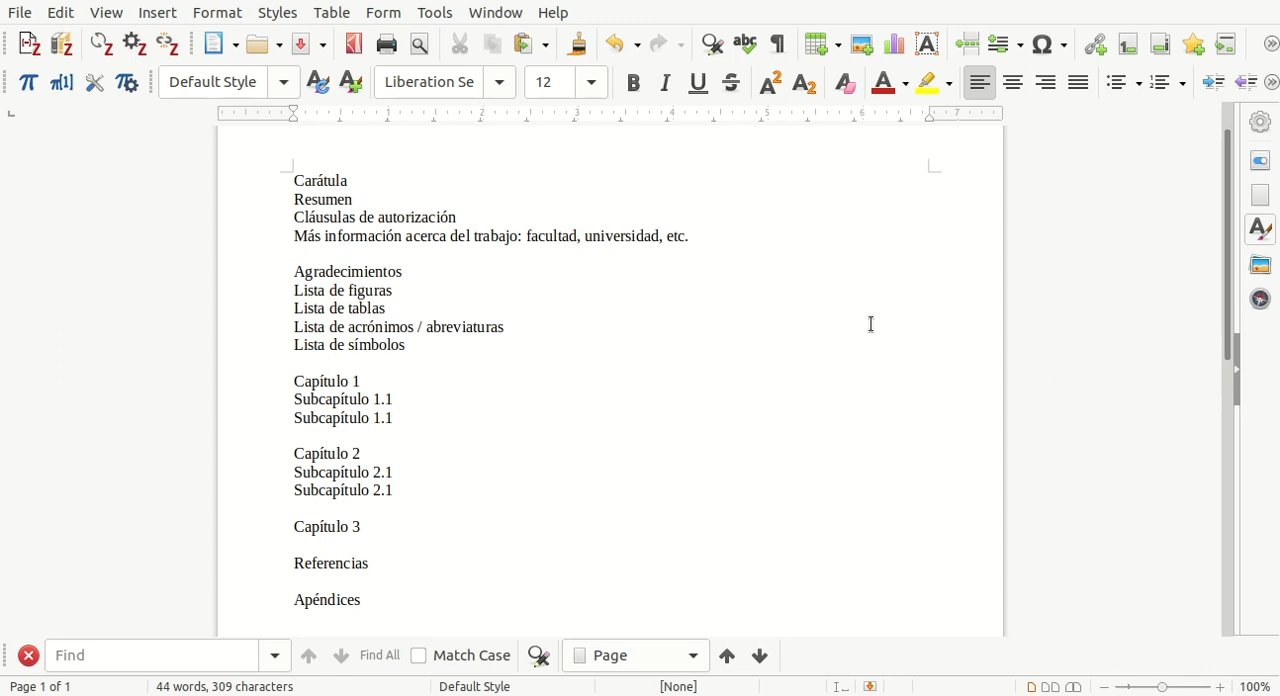 File Edit View Insert Format Styles Table Form Tools Window Help
Default Style Liberation Se 12
Carátula
Resumen
Cláusulas de autorización
Más información acerca del trabajo: facultad, universidad, etc.
Agradecimientos
Lista de figuras
Lista de tablas
Lista de acrónimos / abreviaturas
Lista de símbolos
Capítulo 1
Subcapítulo 1.1
Subcapítulo 1.1
Capítulo 2
Subcapítulo 2.1
Subcapítulo 2.1
Capítulo 3
Referencias
Apéndices
Find Find All Match Case Page
Page 1 of 1 44 words, 309 characters Default Style [None] 100%